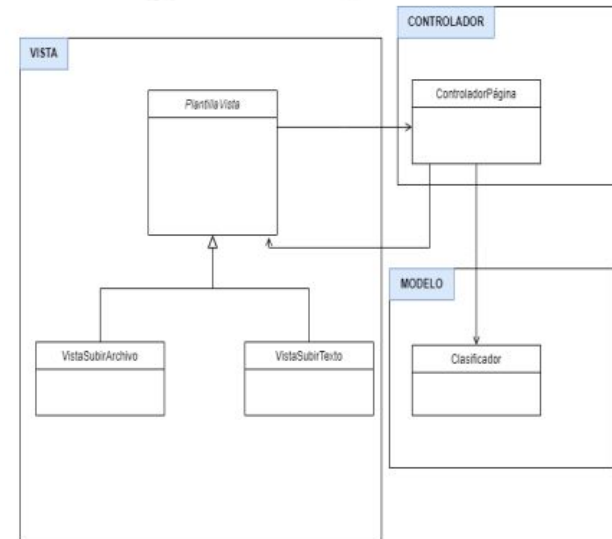 CONTROLADOR
VISTA
PlantillaVista
ControladorPágina
MODELO
VistaSubirArchivo
VistaSubirTexto
Clasificador